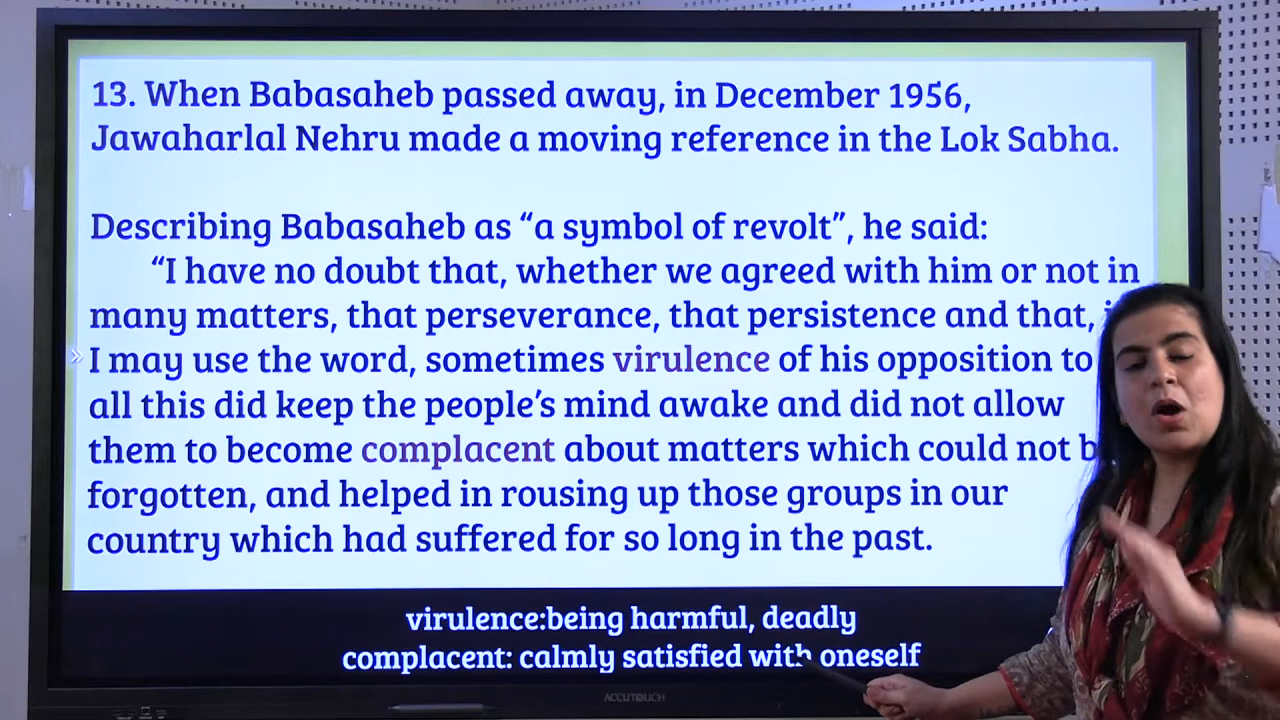 13. When Babasaheb passed away, in December 1956,
Jawaharlal Nehru made a moving reference in the Lok Sabha.
Describing Babasaheb as “a symbol of revolt”, he said:
“I have no doubt that, whether we agreed with him or not in
many matters, that perseverance, that persistence and that,
I may use the word, sometimes virulence of his opposition to
all this did keep the people’s mind awake and did not allow
them to become complacent about matters which could not
forgotten, and helped in rousing up those groups in our
country which had suffered for so long in the past.
virulence:being harmful, deadly
complacent: calmly satisfied with oneself
ACCUTOUCH